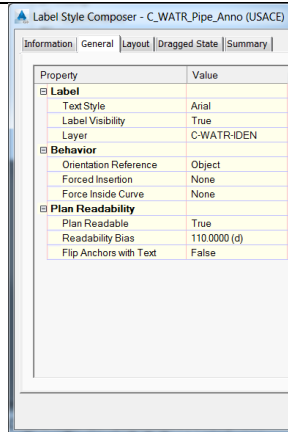 Label Style Composer - C_WATR_Pipe_Anno (USACE)
Information General Layout Dragged State Summary
Property Value
Label
Text Style Arial
Label Visibility True
Layer C-WATR-IDEN
Behavior
Orientation Reference Object
Forced Insertion None
Force Inside Curve None
Plan Readability
Plan Readable True
Readability Bias 110.0000 (d)
Flip Anchors with Text False